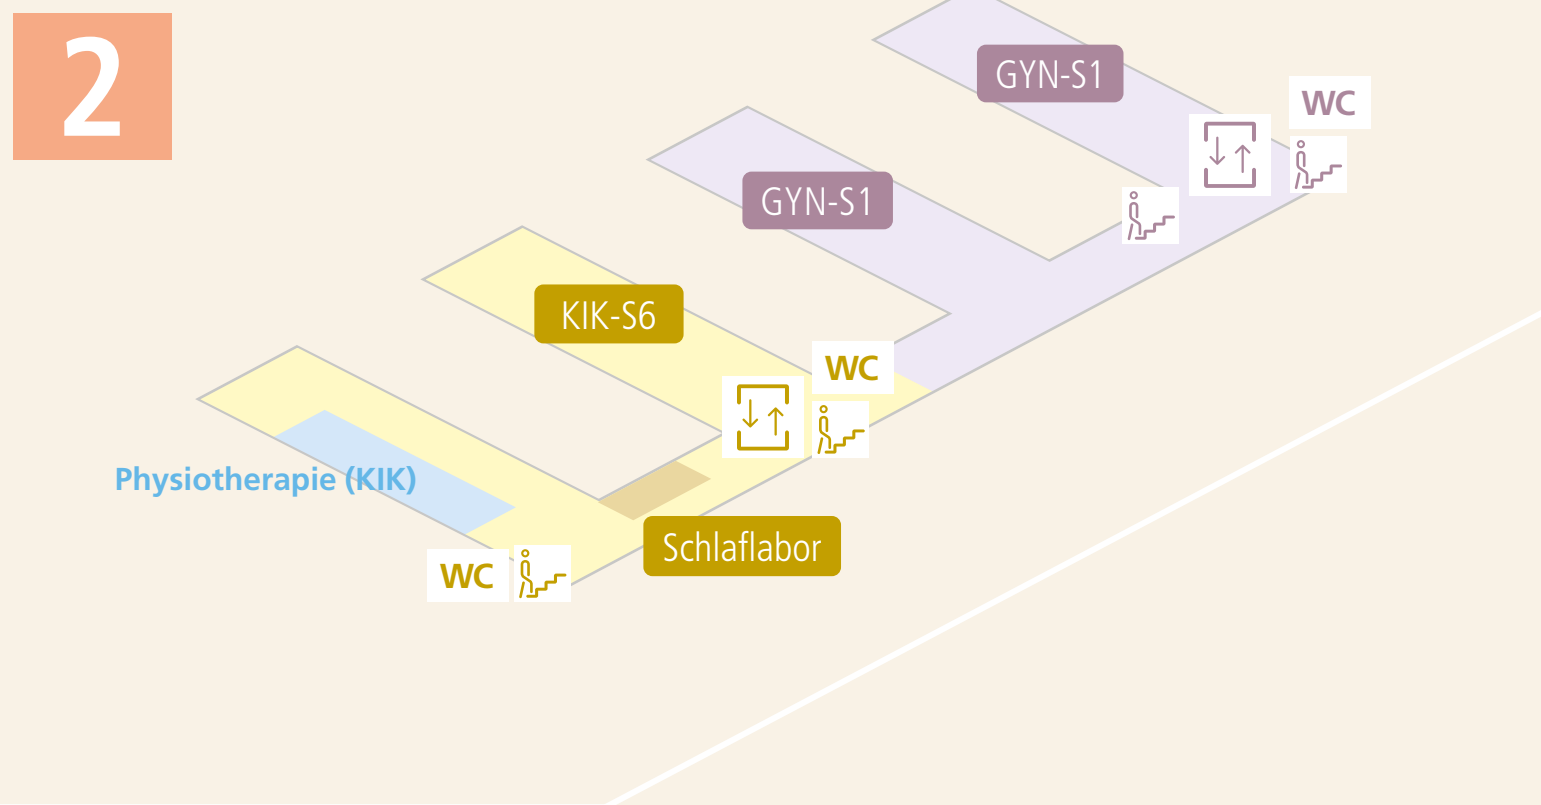 2
GYN-S1
WC
GYN-S1
KIK-S6
WC
Physiotherapie (KIK)
Schlaflabor
WC